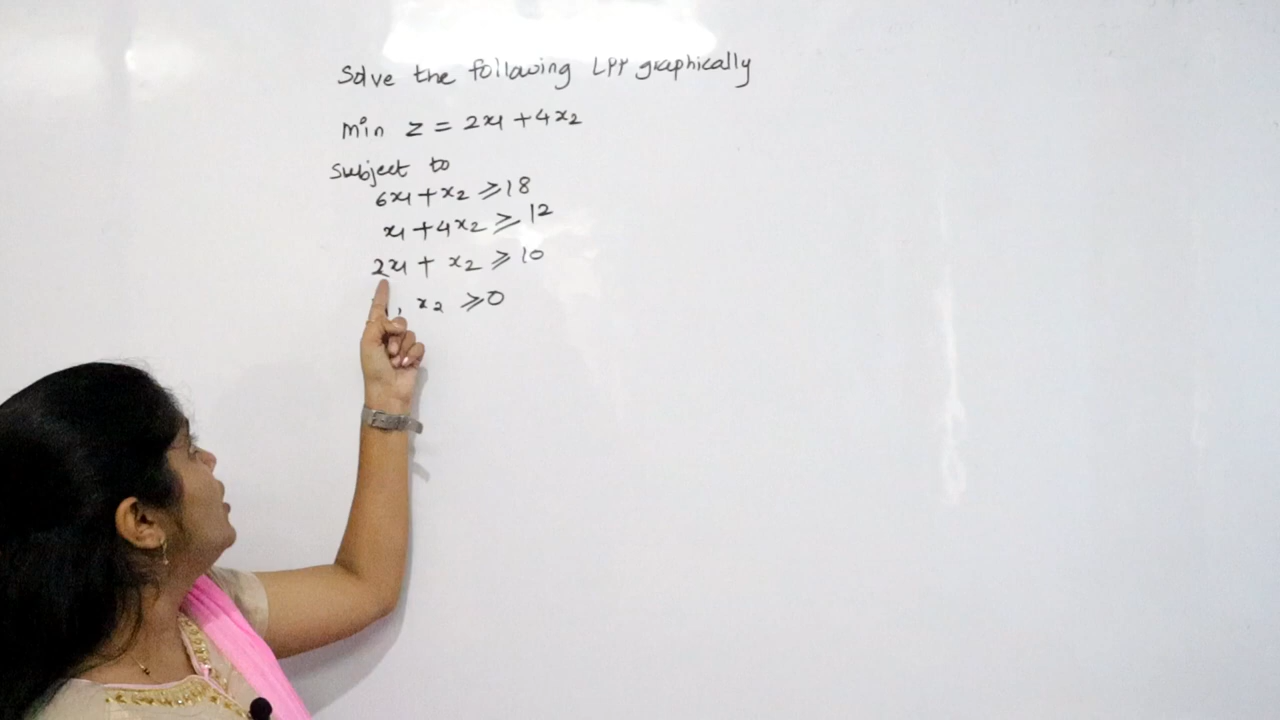 Solve the following LPP graphically
Min z = 2x1 + 4x2
Subject to
6x1 + x2 ⩾ 18
x1 + 4x2 ⩾ 12
2x1 + x2 ⩾ 10
, x2 ⩾ 0